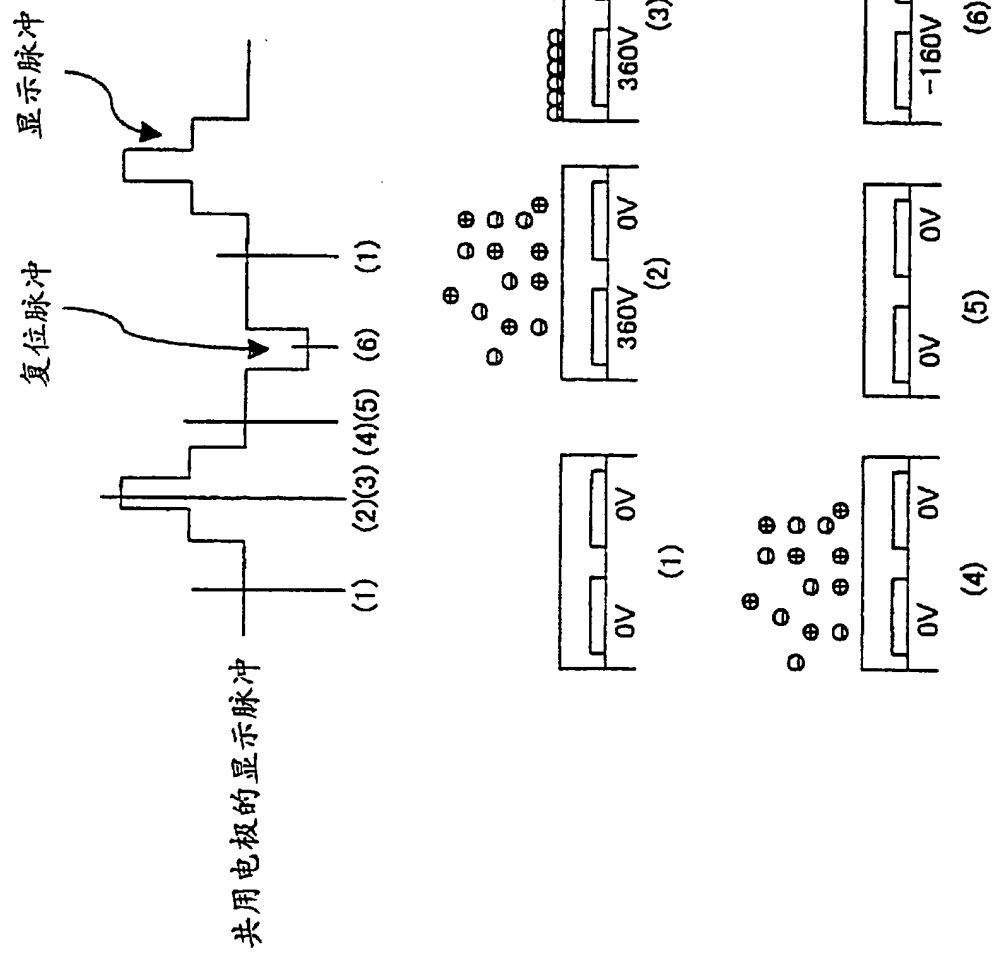 显示脉冲
复位脉冲
共用电极的显示脉冲
(1)
(2)(3)
(4)(5)
(6)
(1)
0V
0V
(1)
360V
0V
(2)
360V
(3)
0V
0V
(4)
0V
0V
(5)
-160V
(6)